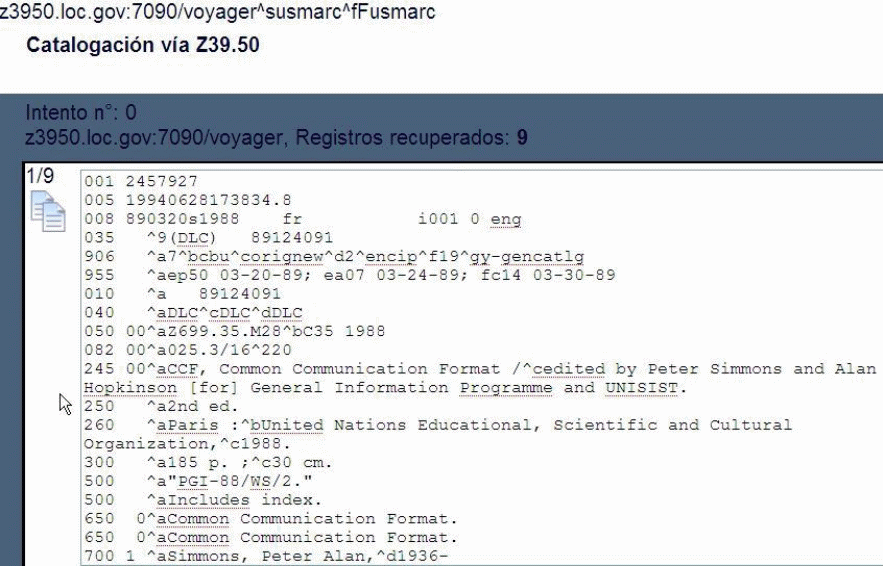 z3950.loc.gov:7090/voyager^susmarc^fFusmarc
Catalogación vía Z39.50
Intento n°: 0
z3950.loc.gov:7090/voyager, Registros recuperados: 9
1/9
001 2457927
005 19940628173834.8
008 890320s1988    fr            i001 0 eng
035    ^9(DLC)   89124091
906    ^a7^bcbu^corignew^d2^encip^f19^gy-gencatlg
955    ^aep50 03-20-89; ea07 03-24-89; fc14 03-30-89
010    ^a   89124091
040    ^aDLC^cDLC^dDLC
050 00^aZ699.35.M28^bC35 1988
082 00^a025.3/16^220
245 00^aCCF, Common Communication Format /^cedited by Peter Simmons and Alan
Hopkinson [for] General Information Programme and UNISIST.
250    ^a2nd ed.
260    ^aParis :^bUnited Nations Educational, Scientific and Cultural
Organization,^c1988.
300    ^a185 p. ;^c30 cm.
500    ^a"PGI-88/WS/2."
500    ^aIncludes index.
650  0^aCommon Communication Format.
650  0^aCommon Communication Format.
700 1 ^aSimmons, Peter Alan,^d1936-